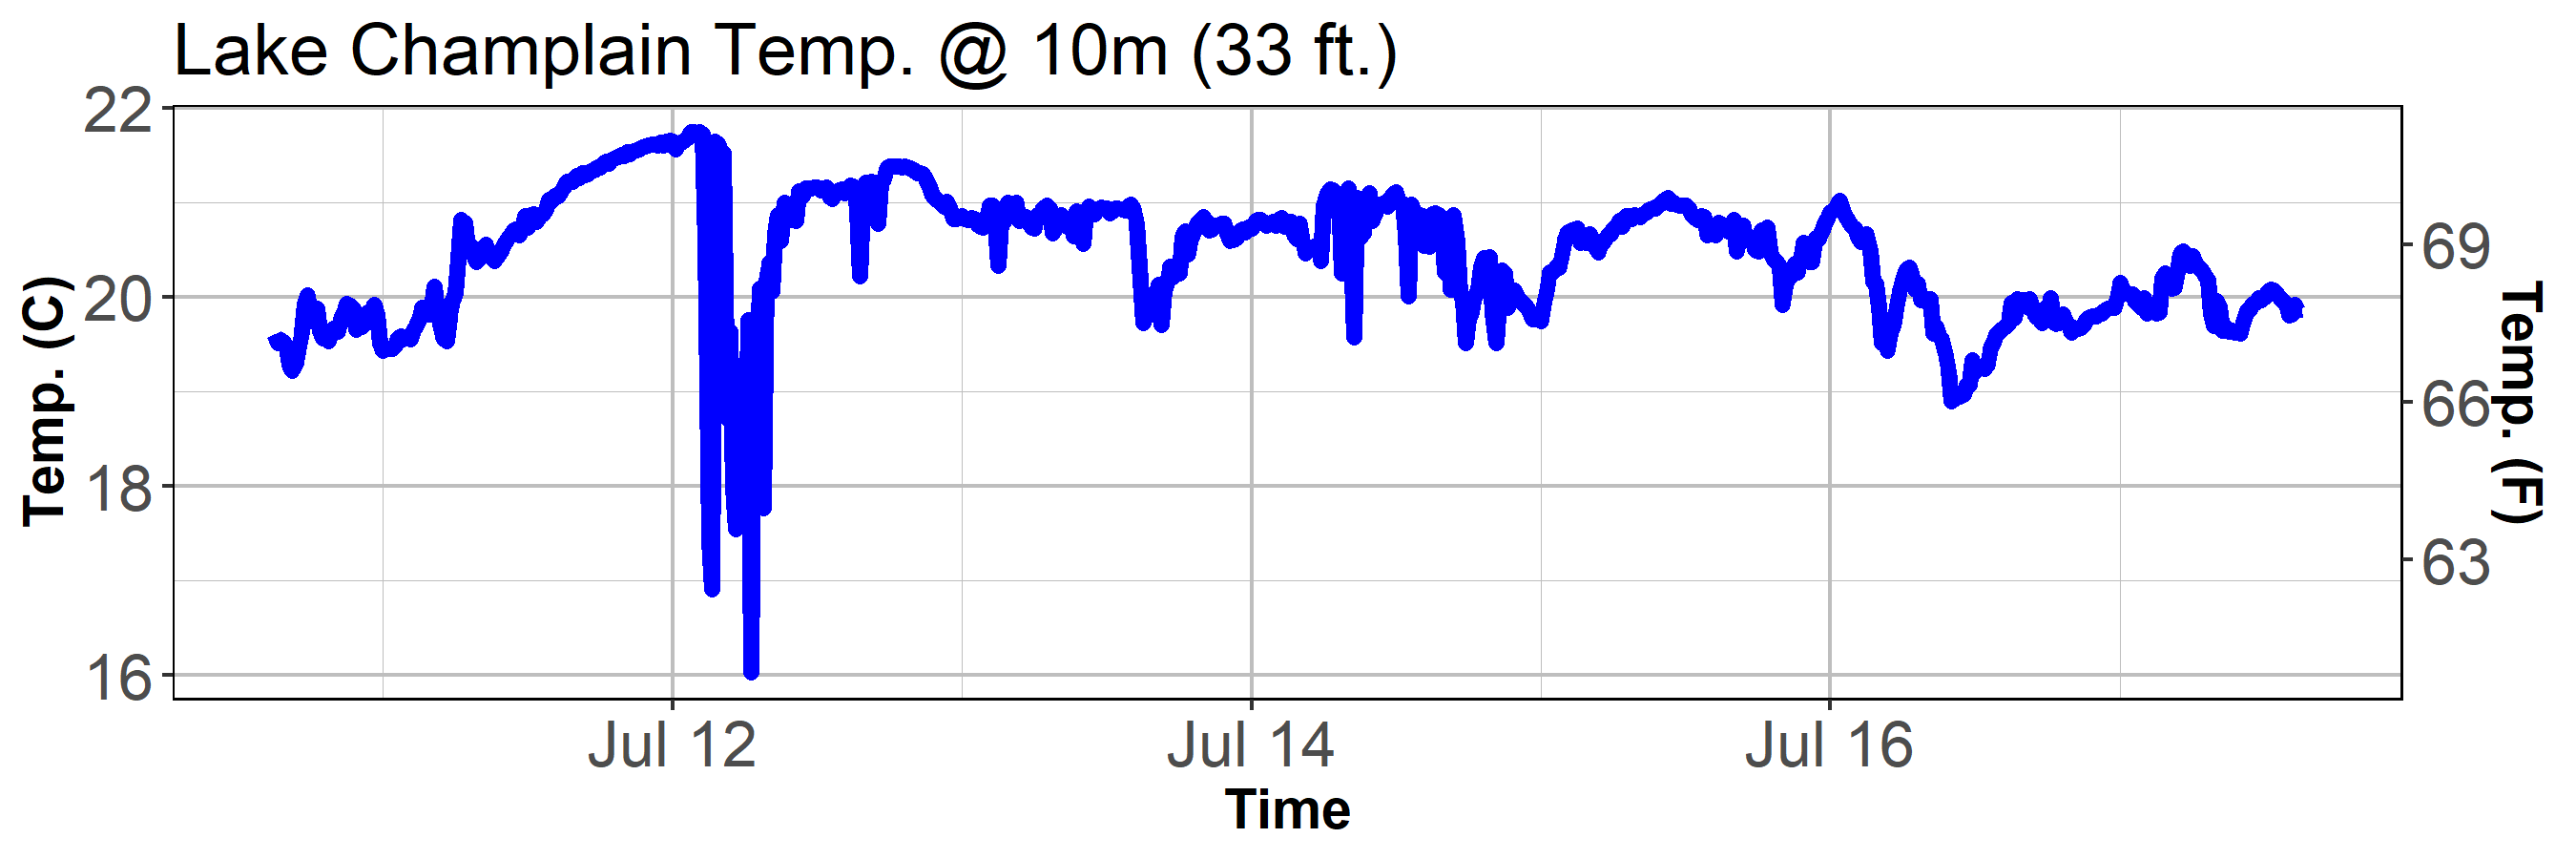 Lake Champlain Temp. @ 10m (33 ft.)
22
20
18
16
Temp. (C)
69
66
63
Temp. (F)
Jul 12
Jul 14
Jul 16
Time